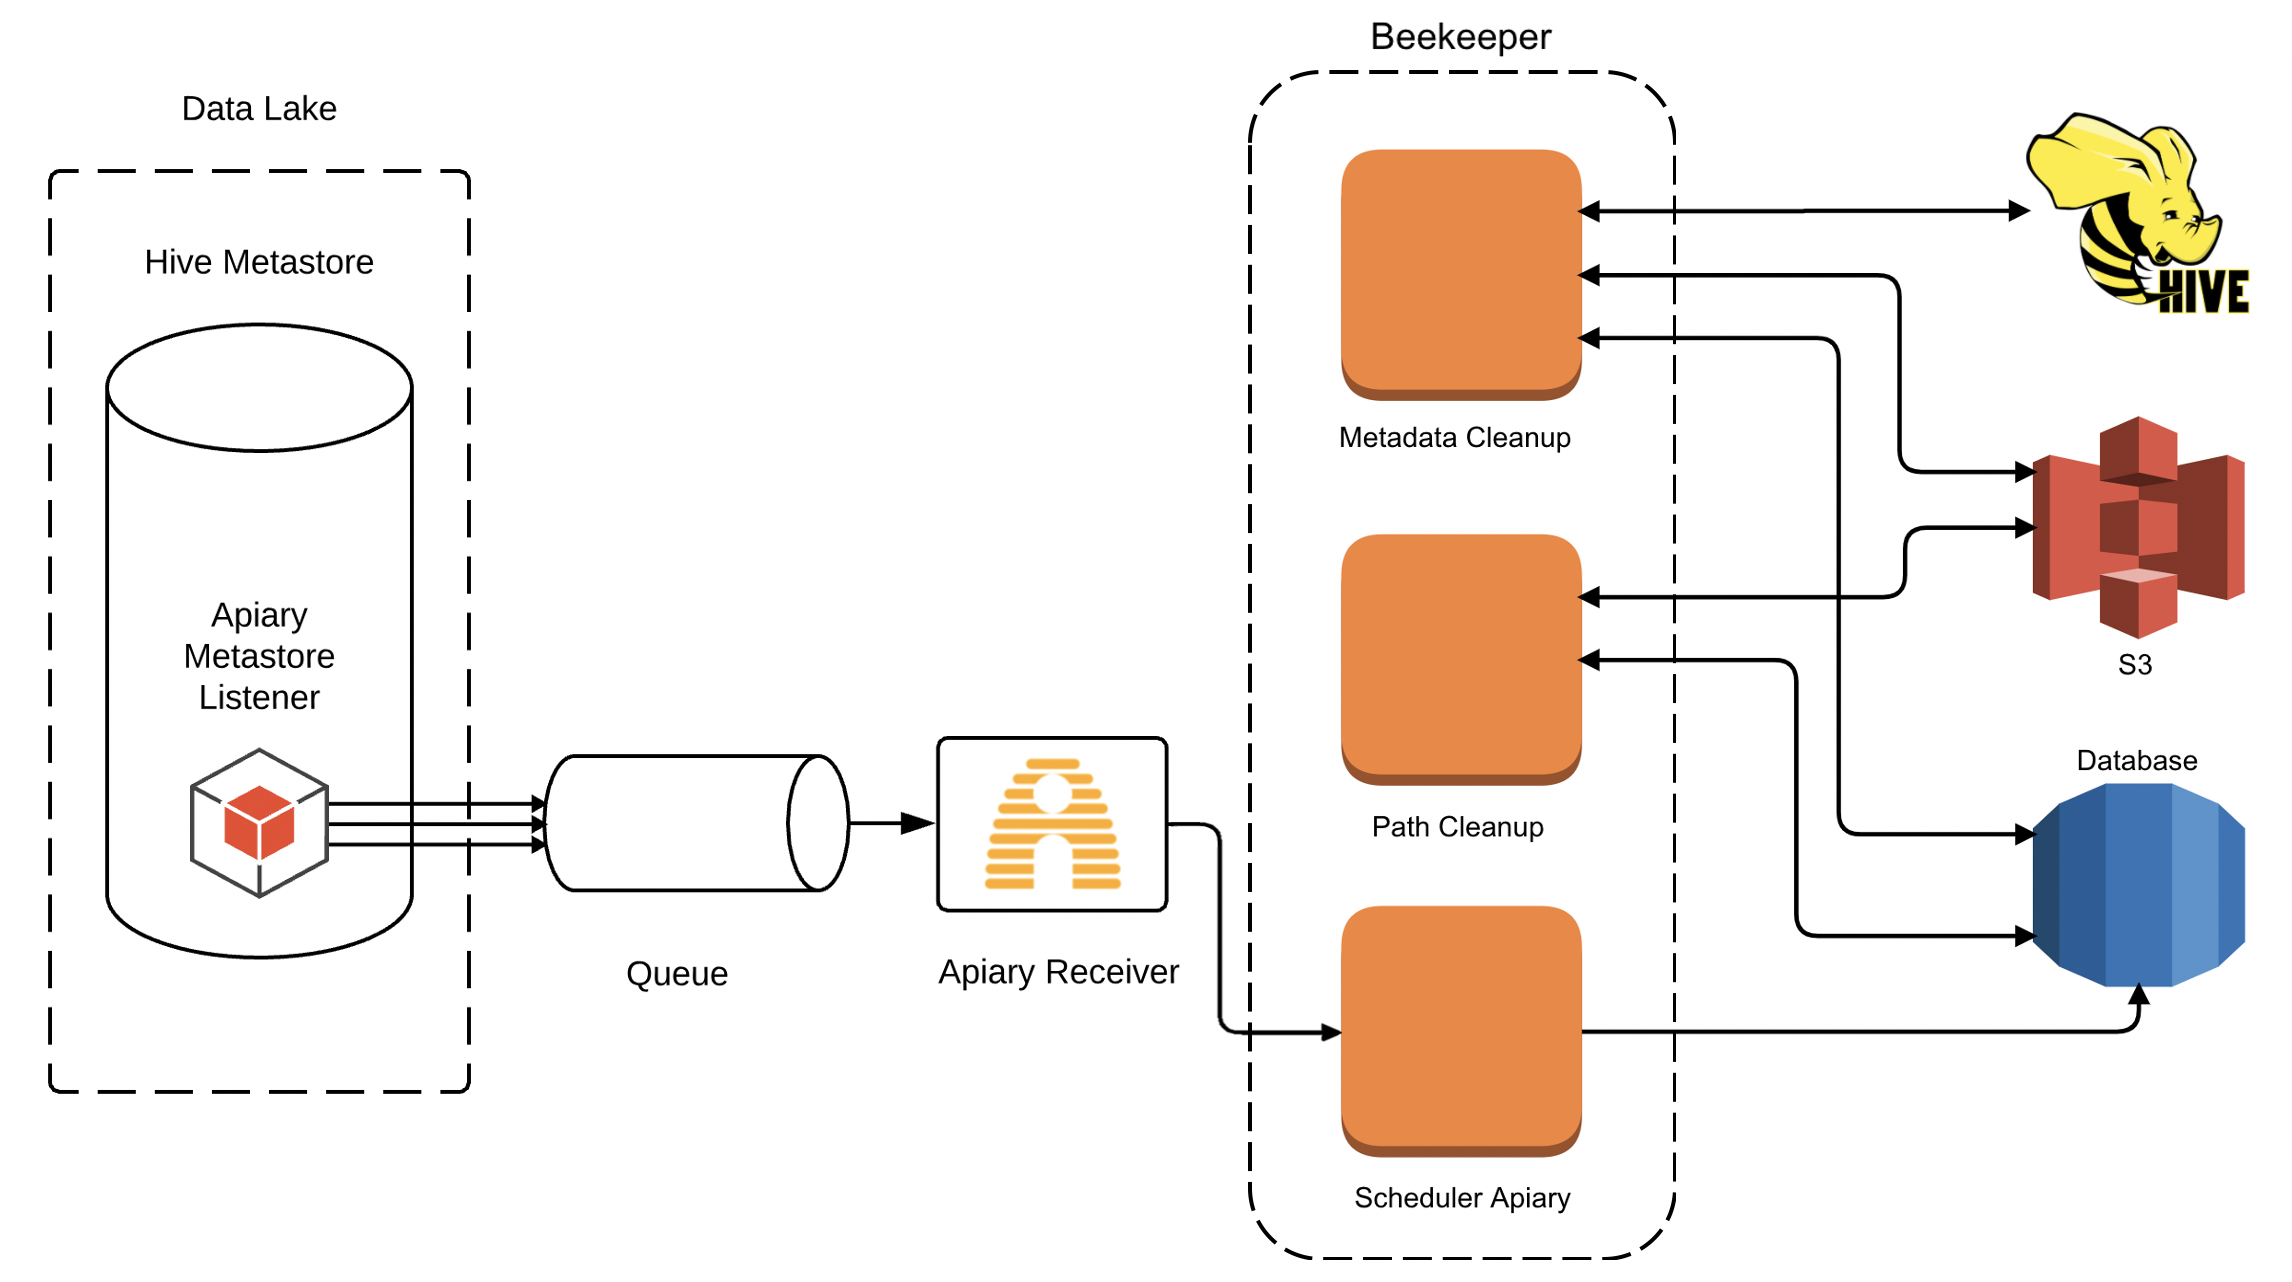 Beekeeper
Data Lake
Hive Metastore
HIVE
Metadata Cleanup
Apiary
Metastore
Listener
S3
Database
Path Cleanup
Queue
Apiary Receiver
Scheduler Apiary